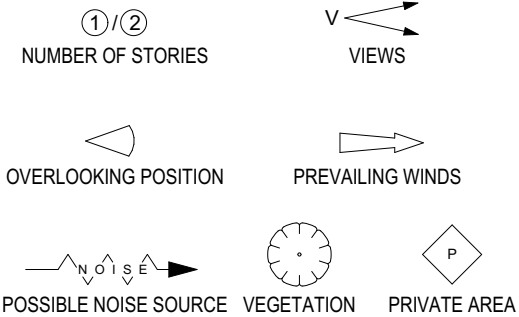 1/2
NUMBER OF STORIES
V
VIEWS
OVERLOOKING POSITION
PREVAILING WINDS
NOISE
POSSIBLE NOISE SOURCE
VEGETATION
P
PRIVATE AREA